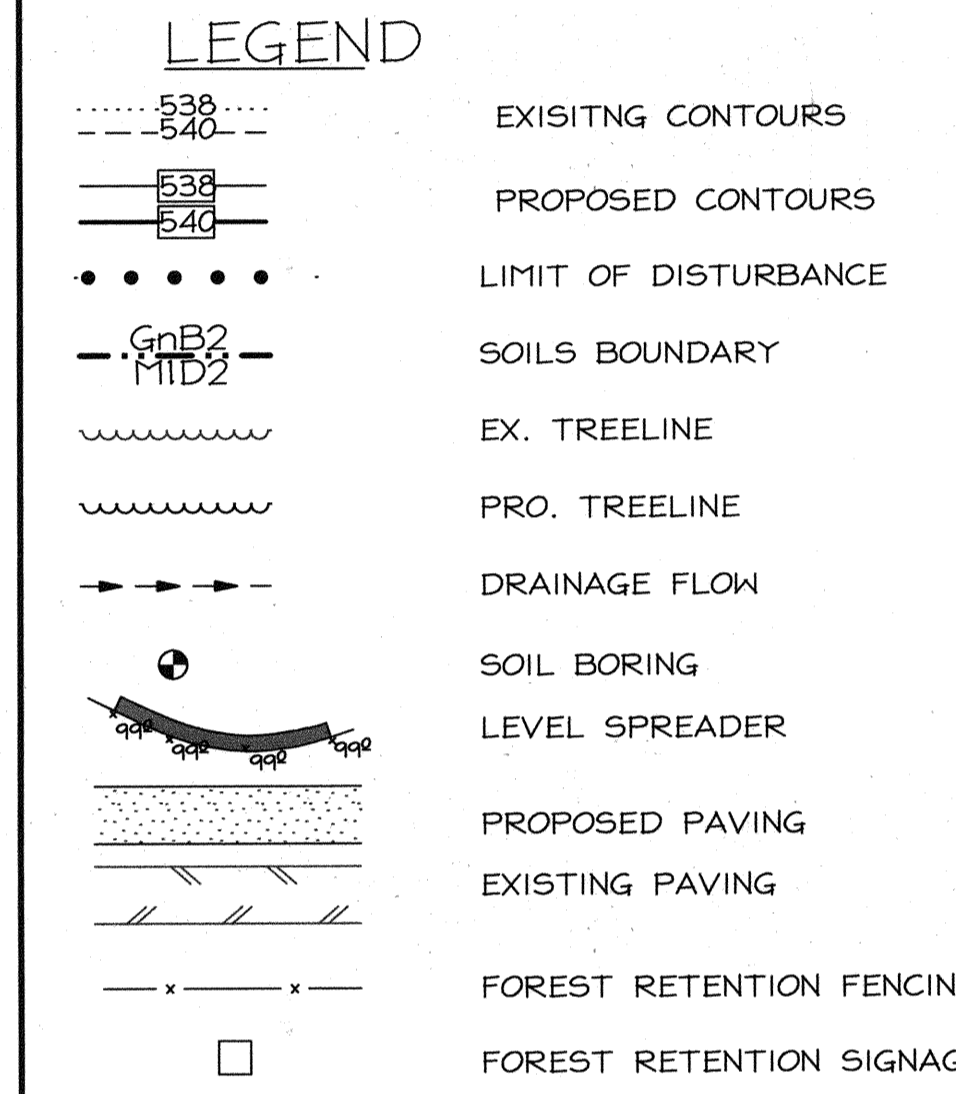 LEGEND
538
540
EXISITNG CONTOURS
538
540
PROPOSED CONTOURS
LIMIT OF DISTURBANCE
GnB2
MlD2
SOILS BOUNDARY
EX. TREELINE
PRO. TREELINE
DRAINAGE FLOW
SOIL BORING
LEVEL SPREADER
PROPOSED PAVING
EXISTING PAVING
x x
FOREST RETENTION FENCIN
FOREST RETENTION SIGNAG